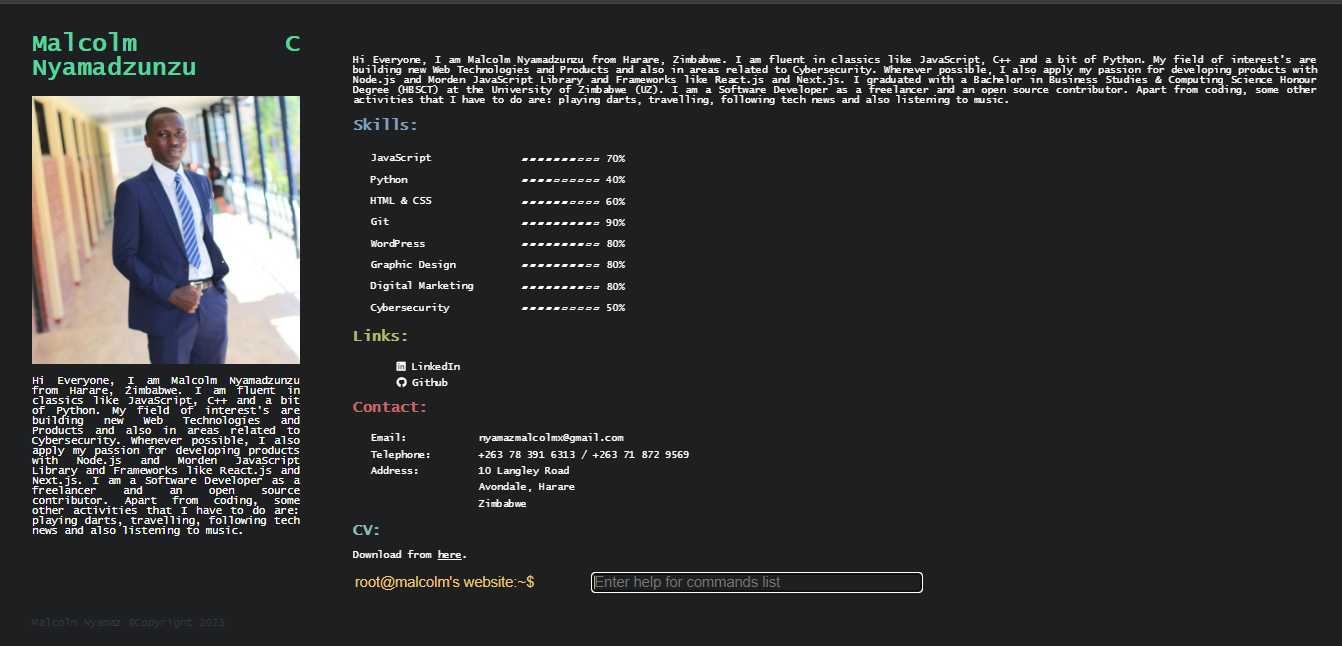 Malcolm C
Nyamadzunzu
Hi Everyone, I am Malcolm Nyamadzunzu
from Harare, Zimbabwe. I am fluent in
classics like JavaScript, C++ and a bit
of Python. My field of interest's are
building new Web Technologies and
Products and also in areas related to
Cybersecurity. Whenever possible, I also
apply my passion for developing products
with Node.js and Morden JavaScript
Library and Frameworks like React.js and
Next.js. I am a Software Developer as a
freelancer and an open source
contributor. Apart from coding, some
other activities that I have to do are:
playing darts, travelling, following tech
news and also listening to music.
Malcolm Nyamaz ©Copyright 2023
Hi Everyone, I am Malcolm Nyamadzunzu from Harare, Zimbabwe. I am fluent in classics like JavaScript, C++ and a bit of Python. My field of interest's are
building new Web Technologies and Products and also in areas related to Cybersecurity. Whenever possible, I also apply my passion for developing products with
Node.js and Morden JavaScript Library and Frameworks like React.js and Next.js. I graduated with a Bachelor in Business Studies & Computing Science Honour
Degree (HBSCT) at the University of Zimbabwe (UZ). I am a Software Developer as a freelancer and an open source contributor. Apart from coding, some other
activities that I have to do are: playing darts, travelling, following tech news and also listening to music.
Skills:
JavaScript ▰▰▰▰▰▰▰▱▱▱ 70%
Python ▰▰▰▰▱▱▱▱▱▱ 40%
HTML & CSS ▰▰▰▰▰▰▱▱▱▱ 60%
Git ▰▰▰▰▰▰▰▰▱▱ 90%
WordPress ▰▰▰▰▰▰▰▰▱▱ 80%
Graphic Design ▰▰▰▰▰▰▰▰▱▱ 80%
Digital Marketing ▰▰▰▰▰▰▰▰▱▱ 80%
Cybersecurity ▰▰▰▰▰▱▱▱▱▱ 50%
Links:
LinkedIn
Github
Contact:
Email: nyamazmalcolmx@gmail.com
Telephone: +263 78 391 6313 / +263 71 872 9569
Address: 10 Langley Road
Avondale, Harare
Zimbabwe
CV:
Download from here.
root@malcolm's website:~$ Enter help for commands list